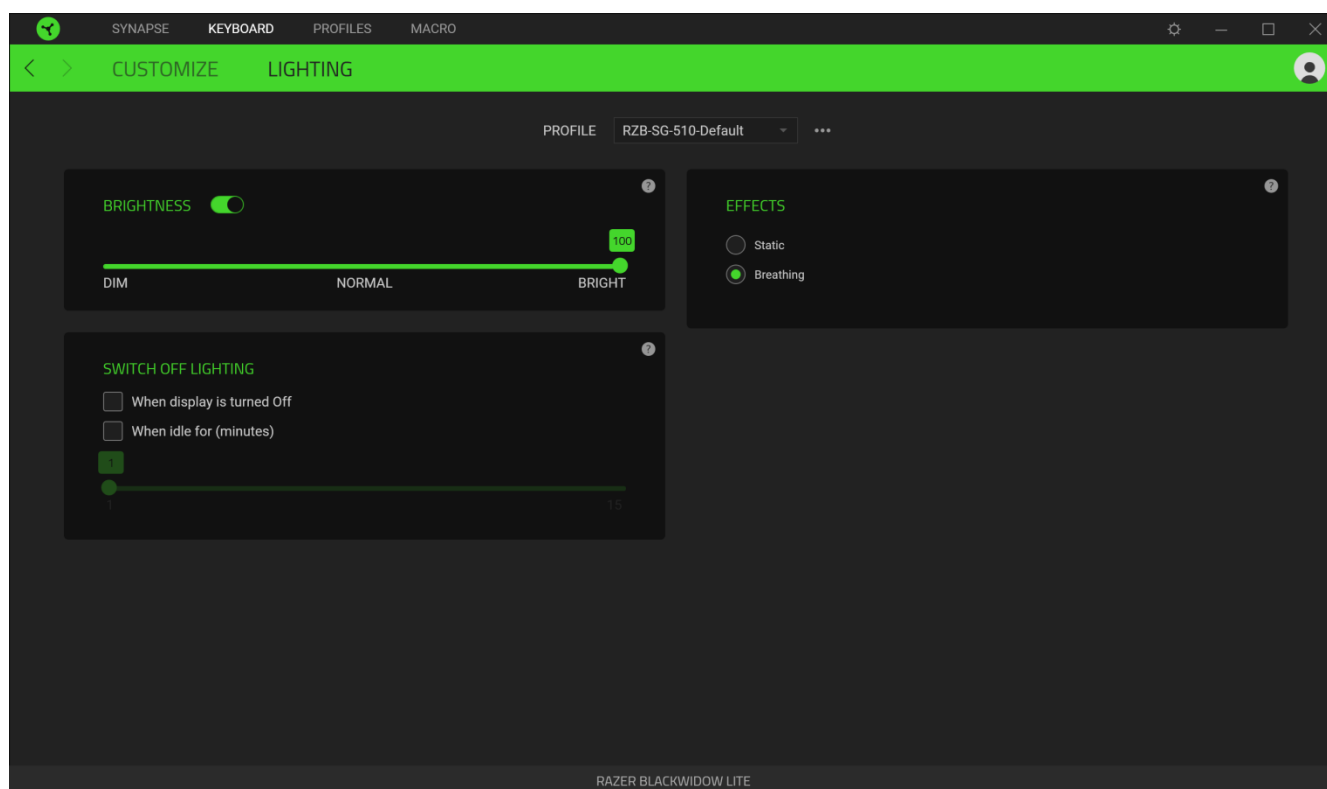 SYNAPSE KEYBOARD PROFILES MACRO
CUSTOMIZE LIGHTING
PROFILE RZB-SG-510-Default
BRIGHTNESS
100
DIM NORMAL BRIGHT
EFFECTS
Static
Breathing
SWITCH OFF LIGHTING
When display is turned Off
When idle for (minutes)
1
1 15
RAZER BLACKWIDOW LITE